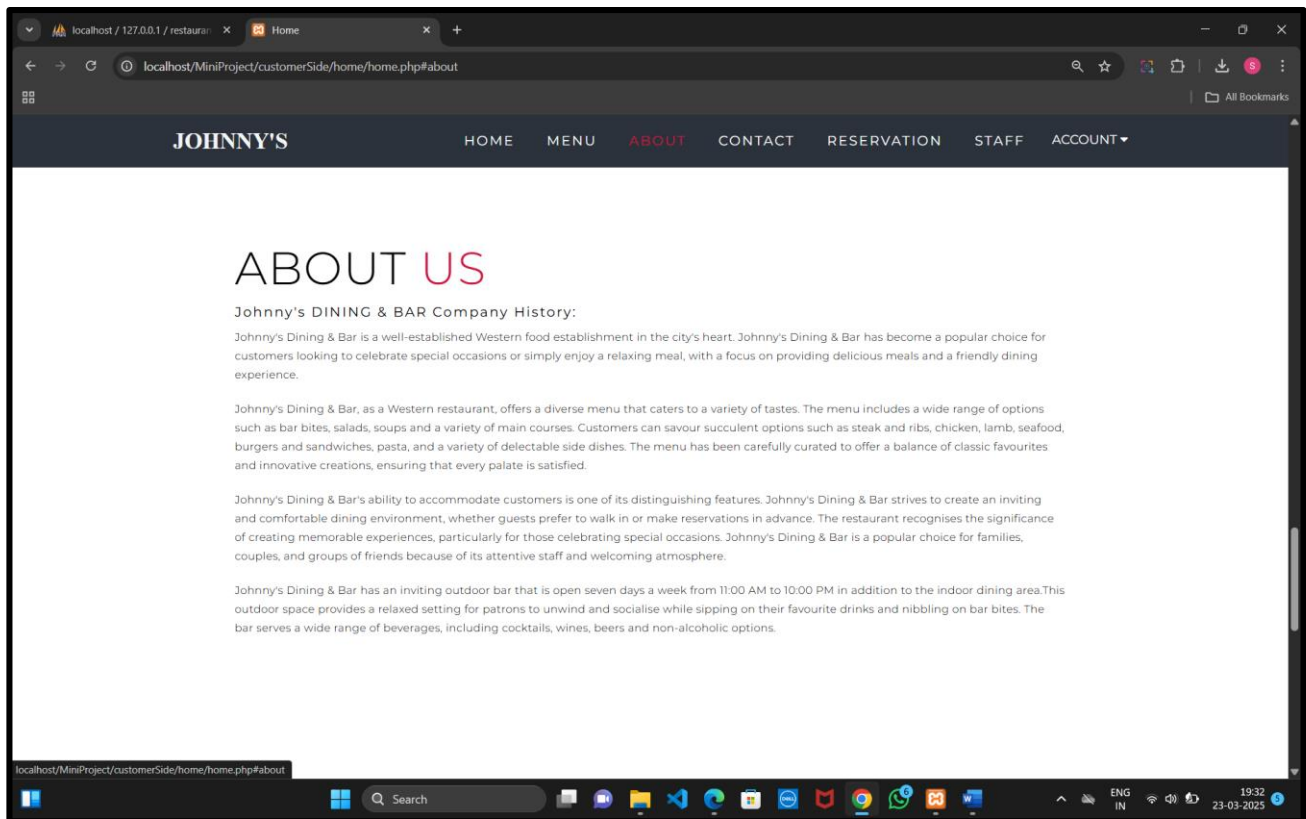 localhost / 127.0.0.1 / restauran
Home
localhost/MiniProject/customerSide/home/home.php#about
S
All Bookmarks
JOHNNY'S HOME MENU ABOUT CONTACT RESERVATION STAFF ACCOUNT
ABOUT US
Johnny's DINING & BAR Company History:
Johnny's Dining & Bar is a well-established Western food establishment in the city's heart. Johnny's Dining & Bar has become a popular choice for
customers looking to celebrate special occasions or simply enjoy a relaxing meal, with a focus on providing delicious meals and a friendly dining
experience.
Johnny's Dining & Bar, as a Western restaurant, offers a diverse menu that caters to a variety of tastes. The menu includes a wide range of options
such as bar bites, salads, soups and a variety of main courses. Customers can savour succulent options such as steak and ribs, chicken, lamb, seafood,
burgers and sandwiches, pasta, and a variety of delectable side dishes. The menu has been carefully curated to offer a balance of classic favourites
and innovative creations, ensuring that every palate is satisfied.
Johnny's Dining & Bar's ability to accommodate customers is one of its distinguishing features. Johnny's Dining & Bar strives to create an inviting
and comfortable dining environment, whether guests prefer to walk in or make reservations in advance. The restaurant recognises the significance
of creating memorable experiences, particularly for those celebrating special occasions. Johnny's Dining & Bar is a popular choice for families,
couples, and groups of friends because of its attentive staff and welcoming atmosphere.
Johnny's Dining & Bar has an inviting outdoor bar that is open seven days a week from 11:00 AM to 10:00 PM in addition to the indoor dining area.This
outdoor space provides a relaxed setting for patrons to unwind and socialise while sipping on their favourite drinks and nibbling on bar bites. The
bar serves a wide range of beverages, including cocktails, wines, beers and non-alcoholic options.
localhost/MiniProject/customerSide/home/home.php#about
Search
DELL
6
ENG
IN
19:32
23-03-2025
5